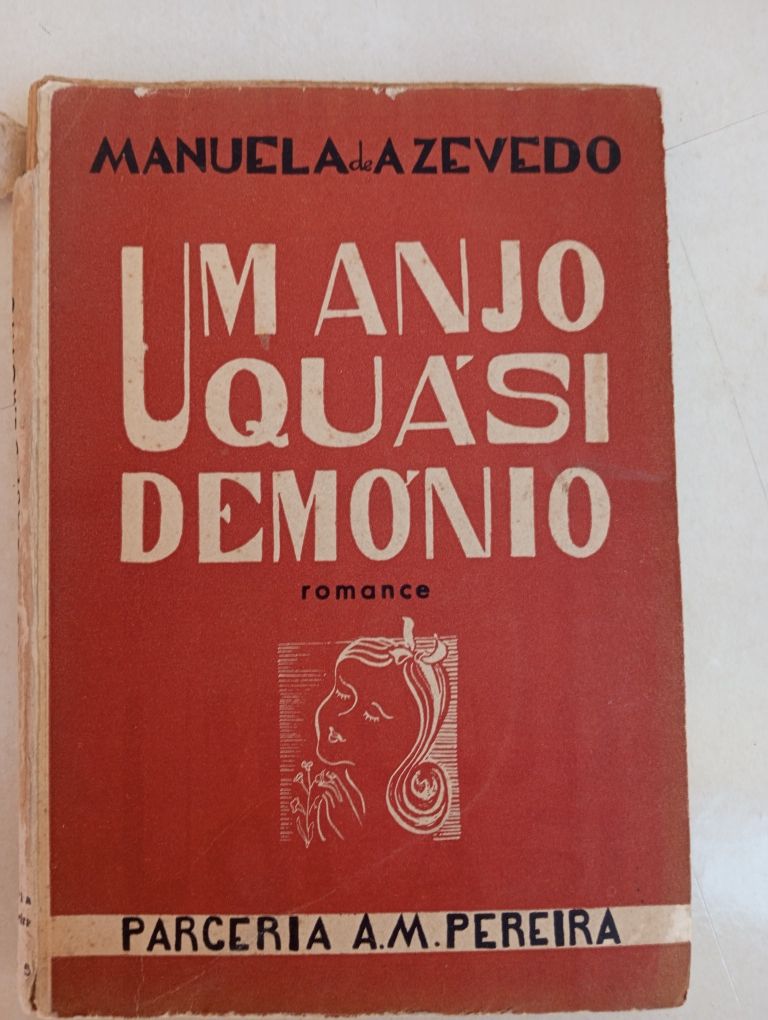 MANUELA de AZEVEDO
UM ANJO
QUÁSI
DEMÓNIO
romance
PARCERIA A.M. PEREIRA